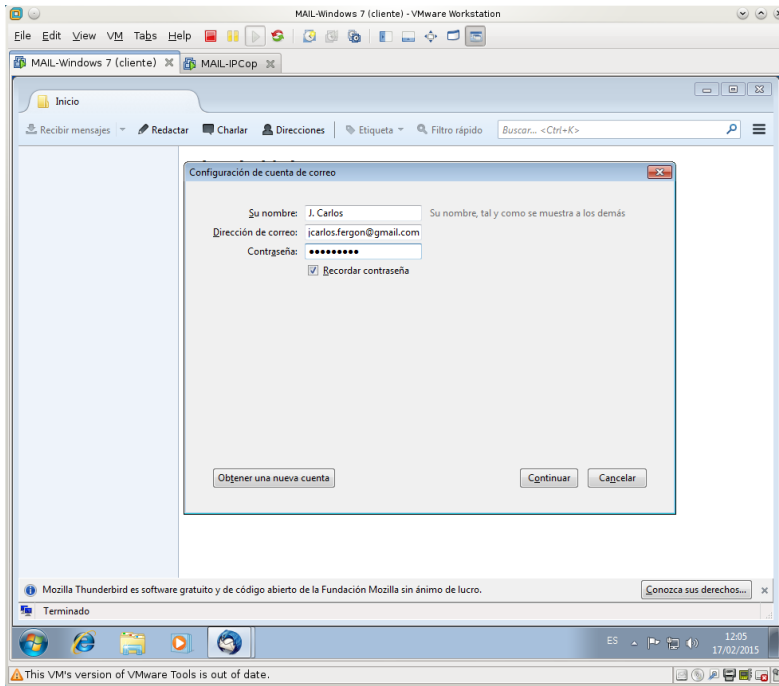 MAIL-Windows 7 (cliente) - VMware Workstation
File Edit View VM Tabs Help
MAIL-Windows 7 (cliente) MAIL-IPCop
Inicio
Recibir mensajes Redactar Charlar Direcciones Etiqueta Filtro rápido Buscar... <Ctrl+K>
Configuración de cuenta de correo
Su nombre: J. Carlos Su nombre, tal y como se muestra a los demás
Dirección de correo: jcarlos.fergon@gmail.com
Contraseña: •••••••••
Recordar contraseña
Obtener una nueva cuenta Continuar Cancelar
Mozilla Thunderbird es software gratuito y de código abierto de la Fundación Mozilla sin ánimo de lucro. Conozca sus derechos...
Terminado
ES 12:05
17/02/2015
This VM's version of VMware Tools is out of date.